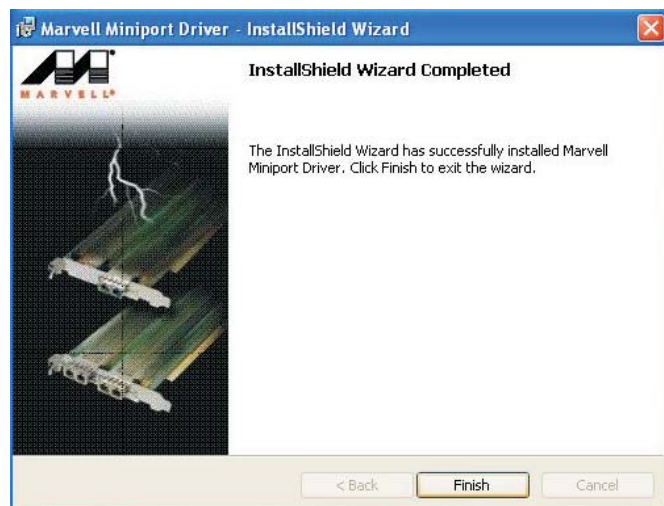 Marvell Miniport Driver - InstallShield Wizard
MARVELL®
InstallShield Wizard Completed
The InstallShield Wizard has successfully installed Marvell
Miniport Driver. Click Finish to exit the wizard.
< Back
Finish
Cancel